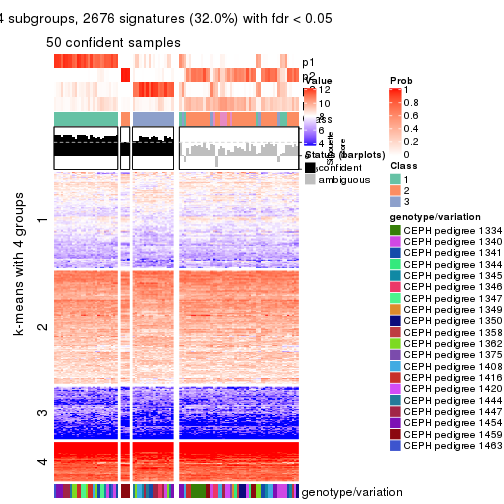 4 subgroups, 2676 signatures (32.0%) with fdr < 0.05
50 confident samples
p1
p2
Value
12
10
8
6
4
Silhouette
score
Status (barplots)
confident
ambiguous
Prob
1
0.8
0.6
0.4
0.2
0
Class
1
2
3
genotype/variation
CEPH pedigree 1334
CEPH pedigree 1340
CEPH pedigree 1341
CEPH pedigree 1344
CEPH pedigree 1345
CEPH pedigree 1346
CEPH pedigree 1347
CEPH pedigree 1349
CEPH pedigree 1350
CEPH pedigree 1358
CEPH pedigree 1362
CEPH pedigree 1375
CEPH pedigree 1408
CEPH pedigree 1416
CEPH pedigree 1420
CEPH pedigree 1444
CEPH pedigree 1447
CEPH pedigree 1454
CEPH pedigree 1459
CEPH pedigree 1463
k-means with 4 groups
1
2
3
4
genotype/variation